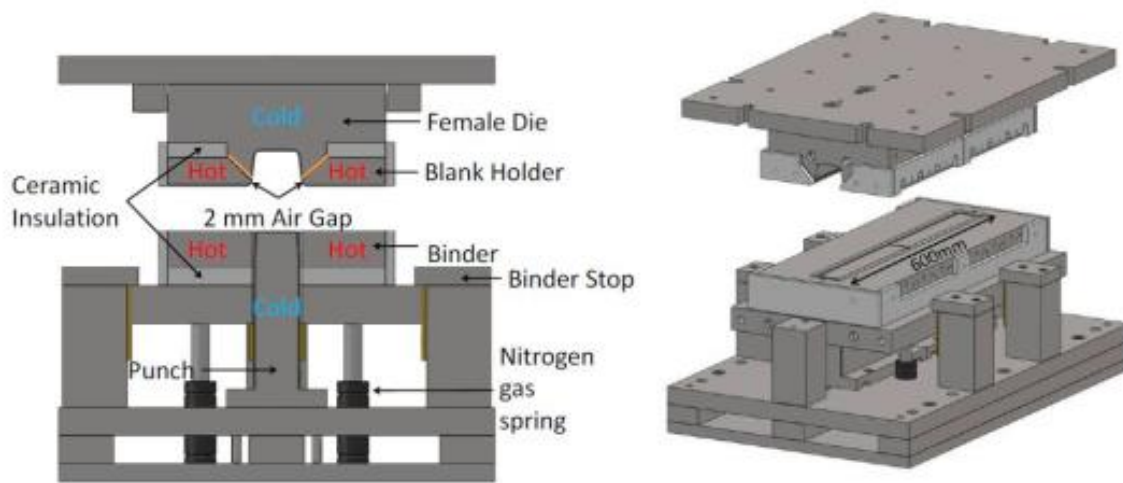 Cold
Female Die
Hot
Hot
Blank Holder
Ceramic
Insulation
2 mm Air Gap
Hot
Hot
Binder
Binder Stop
Cold
Punch
Nitrogen
gas
spring
600mm